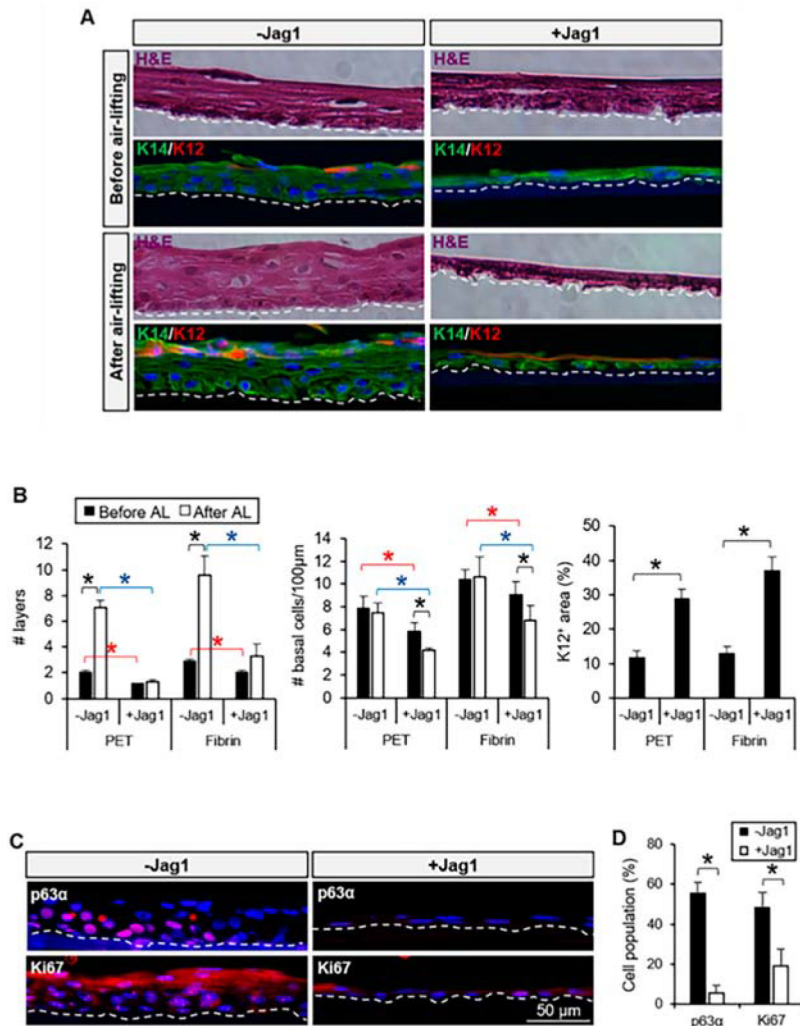 A
-Jag1
+Jag1
Before air-lifting
H&E
H&E
K14/K12
K14/K12
After air-lifting
H&E
H&E
K14/K12
K14/K12
B
Before AL
After AL
# layers
12
10
8
6
4
2
0
* * * * * *
-Jag1 +Jag1 -Jag1 +Jag1
PET Fibrin
# basal cells/100µm
14
12
10
8
6
4
2
0
* * * * * *
-Jag1 +Jag1 -Jag1 +Jag1
PET Fibrin
K12+ area (%)
50
40
30
20
10
0
* *
-Jag1 +Jag1 -Jag1 +Jag1
PET Fibrin
C
-Jag1
+Jag1
p63α
p63α
Ki67
Ki67
50 µm
D
-Jag1
+Jag1
Cell population (%)
80
60
40
20
0
* *
p63α Ki67